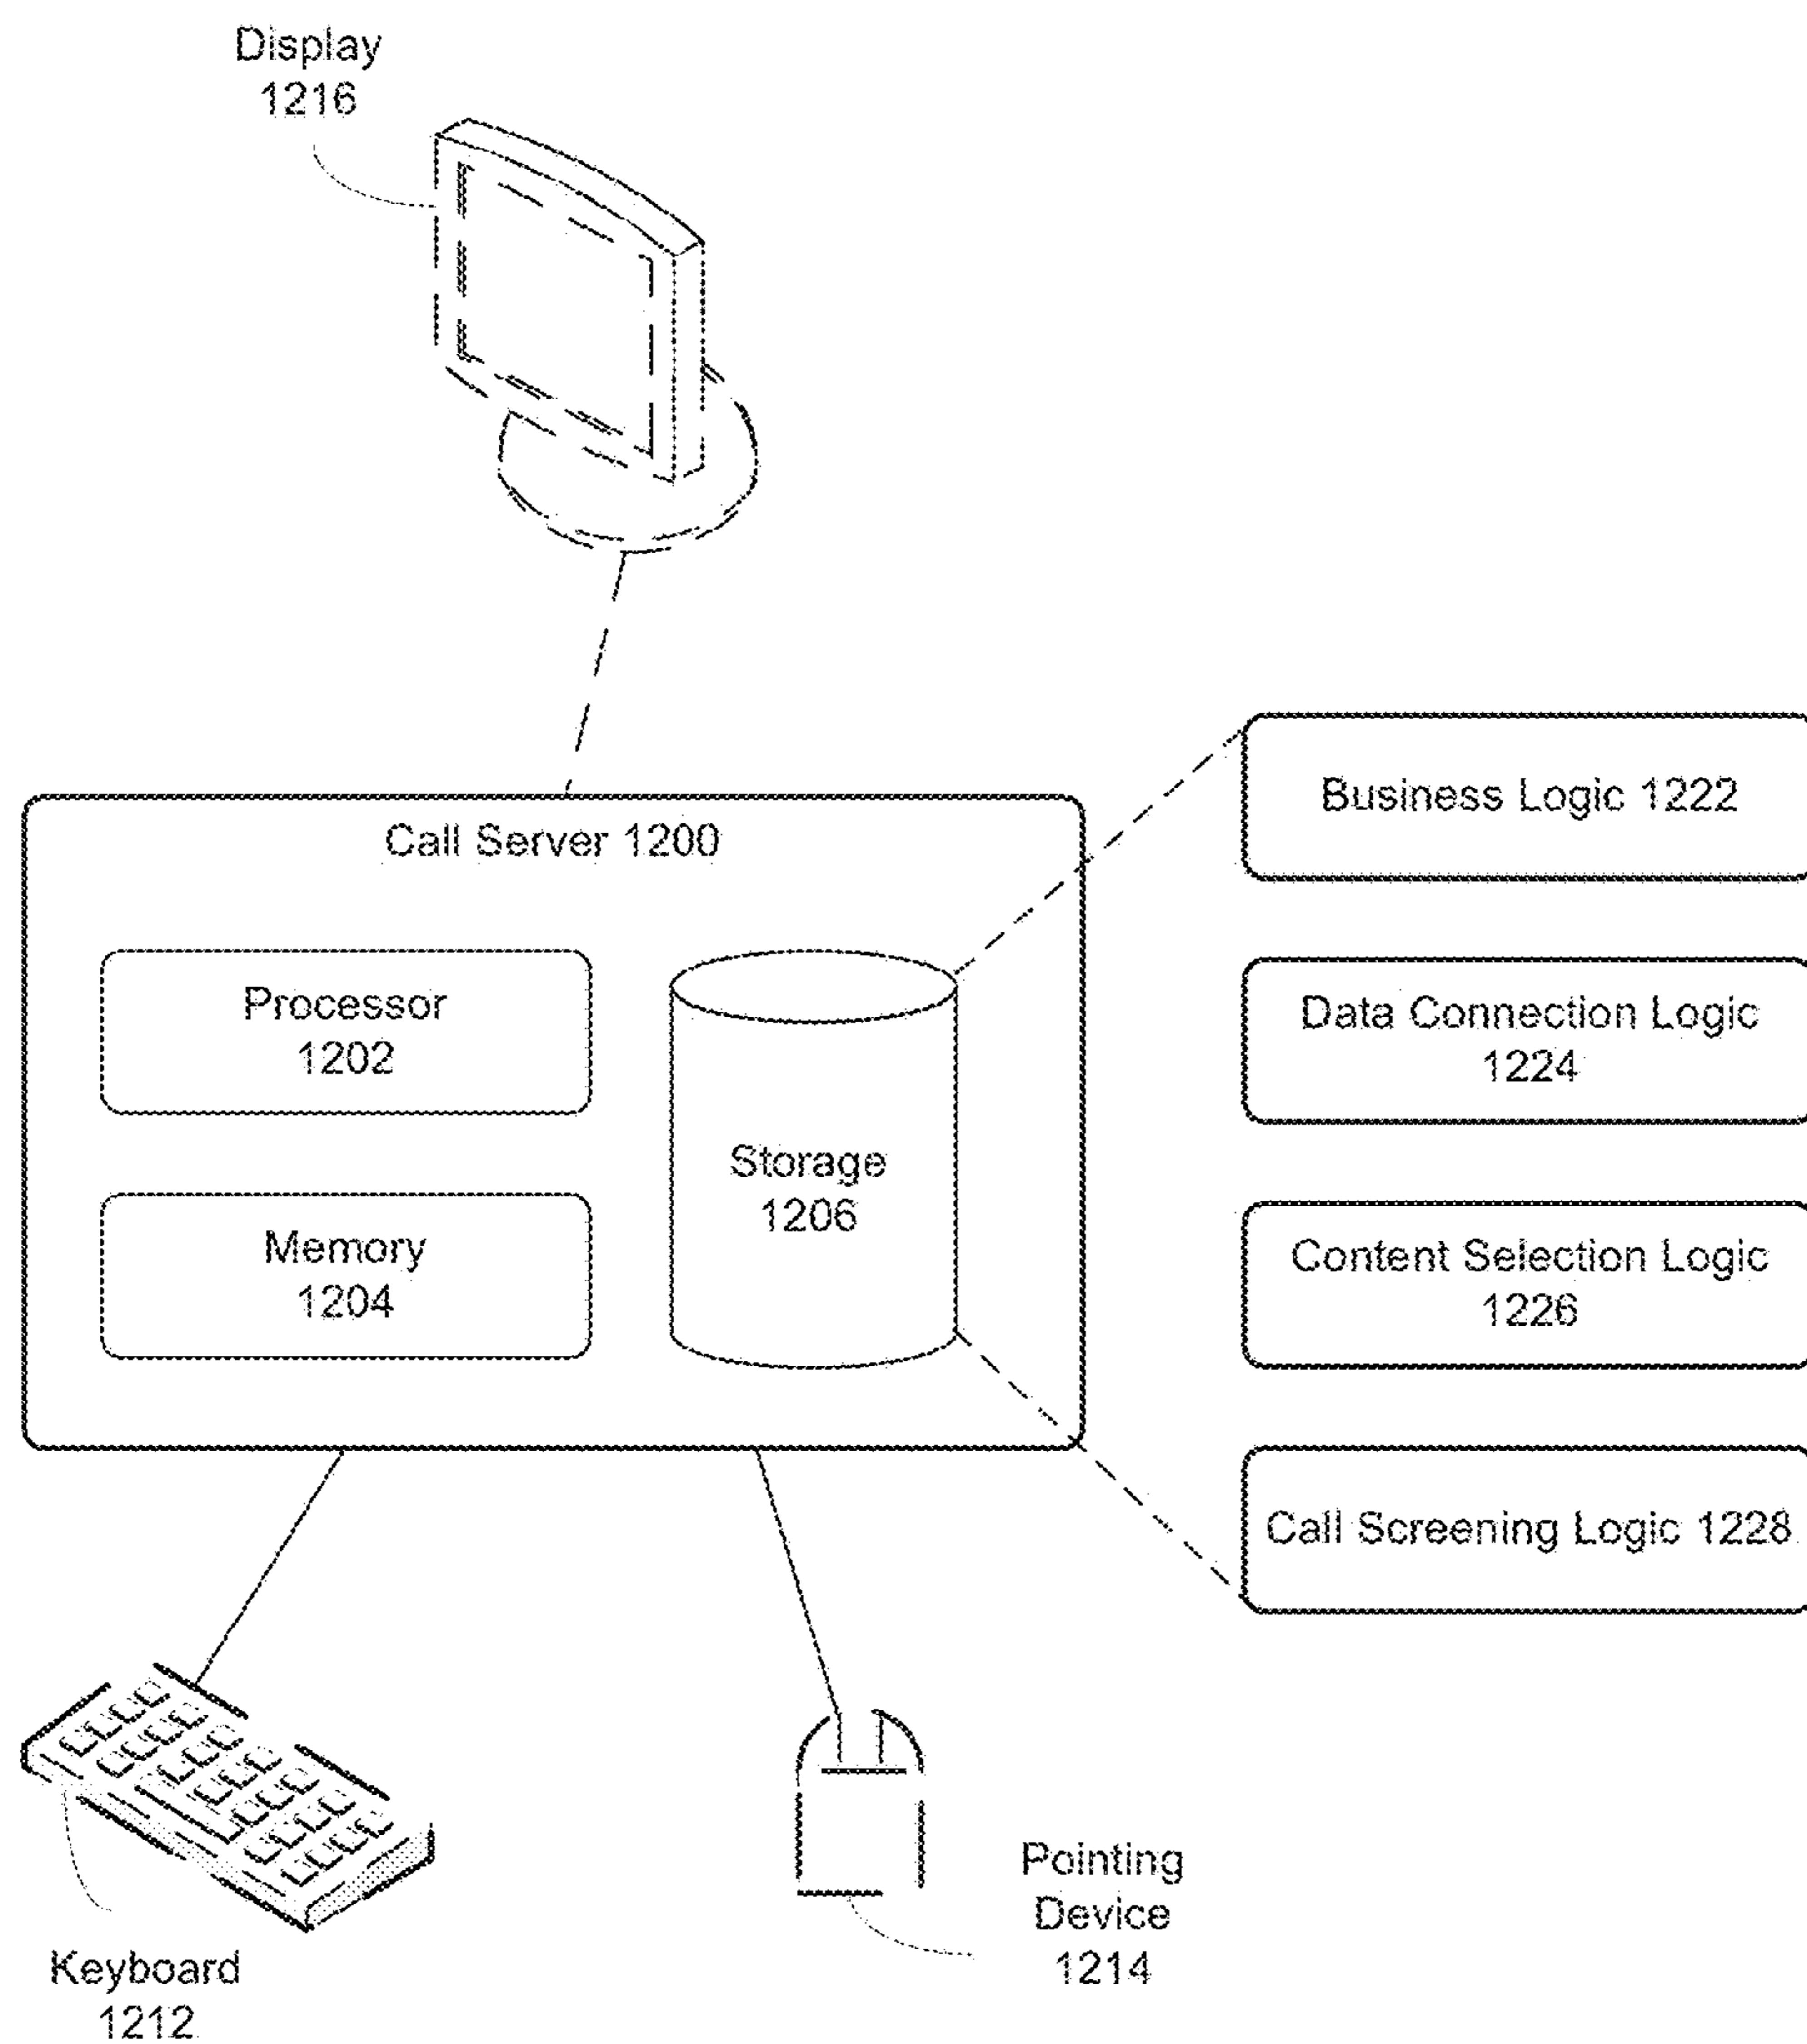 Display
1216
Business Logic 1222
Call Server 1200
Processor
1202
Data Connection Logic
1224
Storage
1206
Memory
1204
Content Selection Logic
1226
Call Screening Logic 1228
Pointing
Device
1214
Keyboard
1212